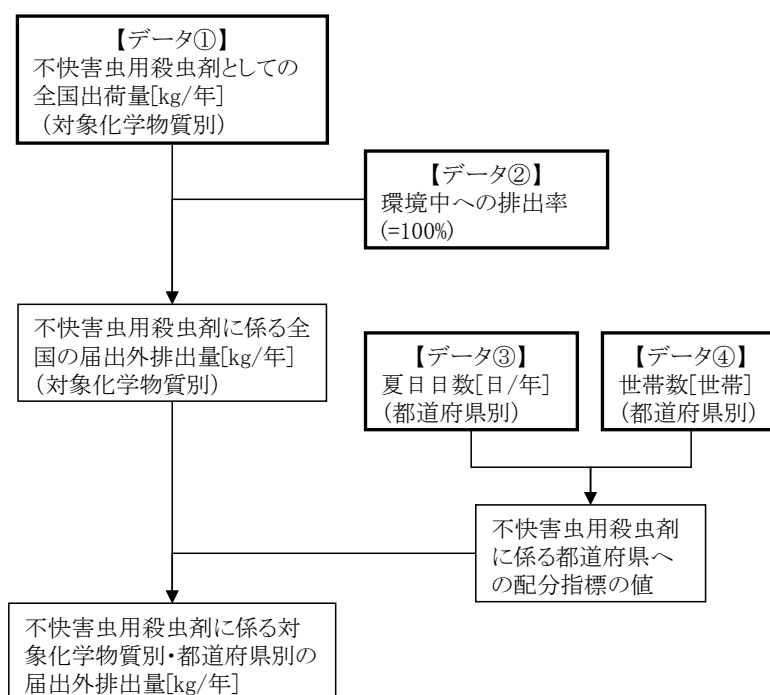 【データ①】
不快害虫用殺虫剤としての
全国出荷量[kg/年]
(対象化学物質別)
【データ②】
環境中への排出率
(=100%)
不快害虫用殺虫剤に係る全
国の届出外排出量[kg/年]
(対象化学物質別)
【データ③】
夏日日数[日/年]
(都道府県別)
【データ④】
世帯数[世帯]
(都道府県別)
不快害虫用殺虫剤
に係る都道府県へ
の配分指標の値
不快害虫用殺虫剤に係る対
象化学物質別・都道府県別の
届出外排出量[kg/年]